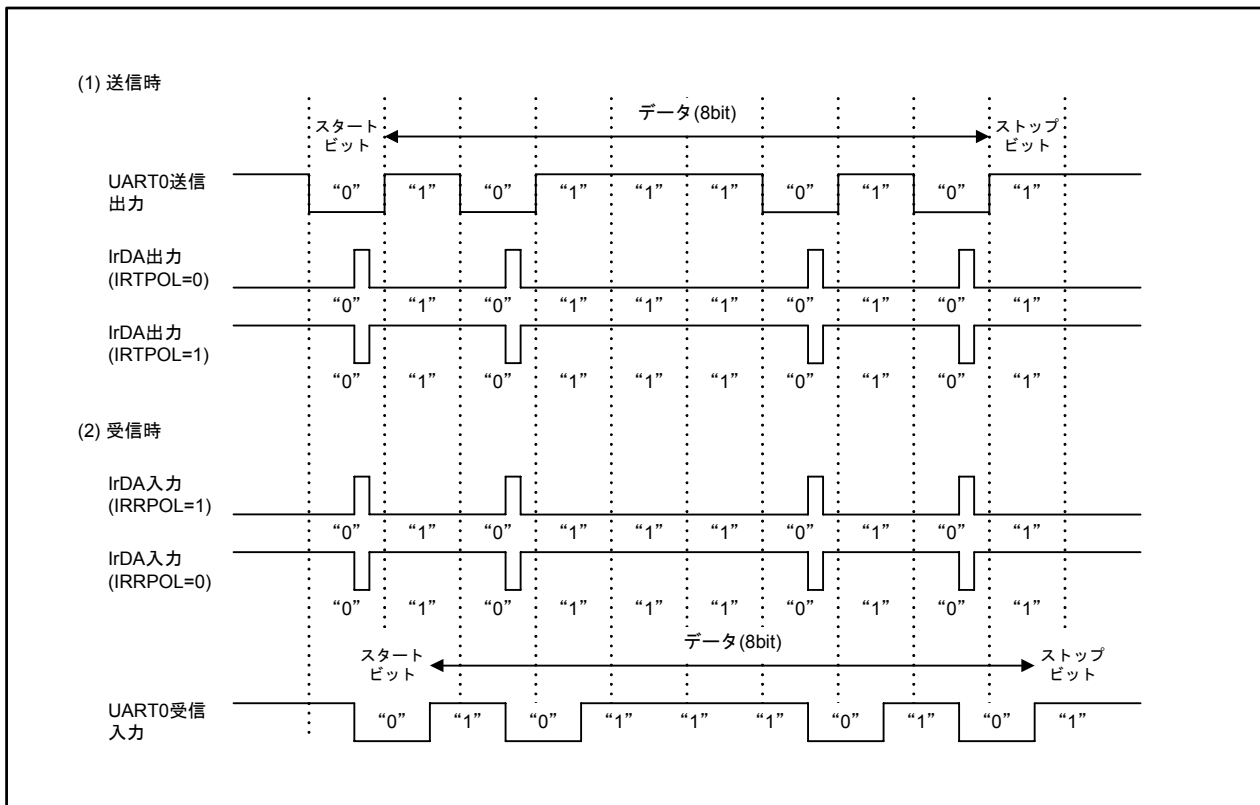 (1) 送信時
データ(8bit)
スタート
ビット
ストップ
ビット
UART0送信
出力
“0” “1” “0” “1” “1” “1” “0” “1” “0” “1”
IrDA出力
(IRTPOL=0)
“0” “1” “0” “1” “1” “1” “0” “1” “0” “1”
IrDA出力
(IRTPOL=1)
“0” “1” “0” “1” “1” “1” “0” “1” “0” “1”
(2) 受信時
IrDA入力
(IRRPOL=1)
“0” “1” “0” “1” “1” “1” “0” “1” “0” “1”
IrDA入力
(IRRPOL=0)
“0” “1” “0” “1” “1” “1” “0” “1” “0” “1”
データ(8bit)
スタート
ビット
ストップ
ビット
UART0受信
入力
“0” “1” “0” “1” “1” “1” “0” “1” “0” “1”